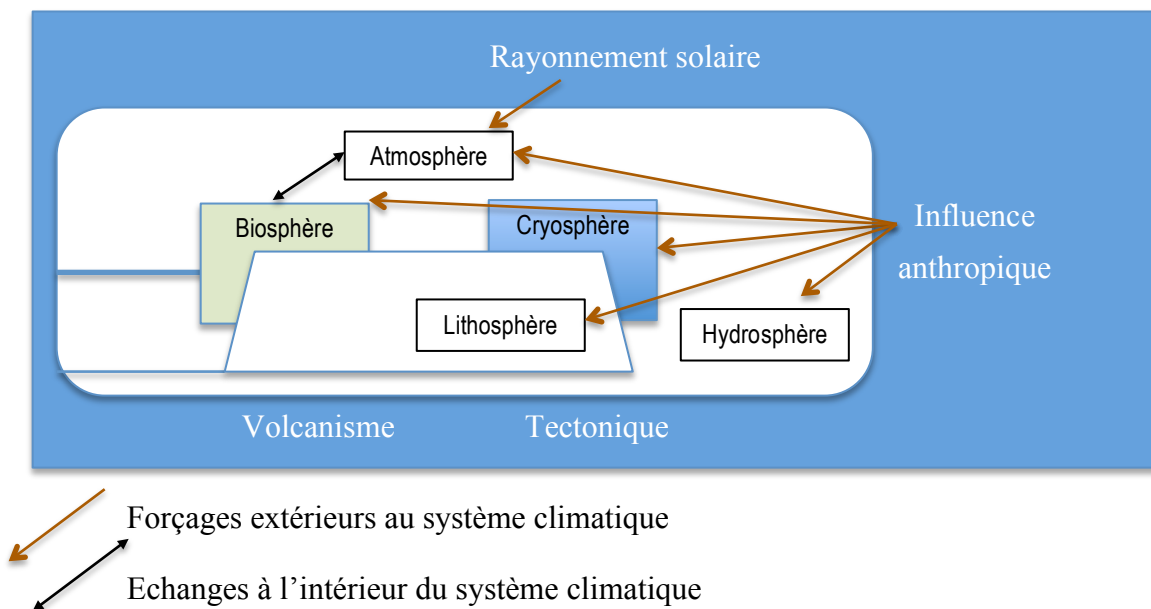 Rayonnement solaire
Atmosphère
Biosphère
Cryosphère
Influence
anthropique
Lithosphère
Hydrosphère
Volcanisme
Tectonique
Forçages extérieurs au système climatique
Echanges à l’intérieur du système climatique